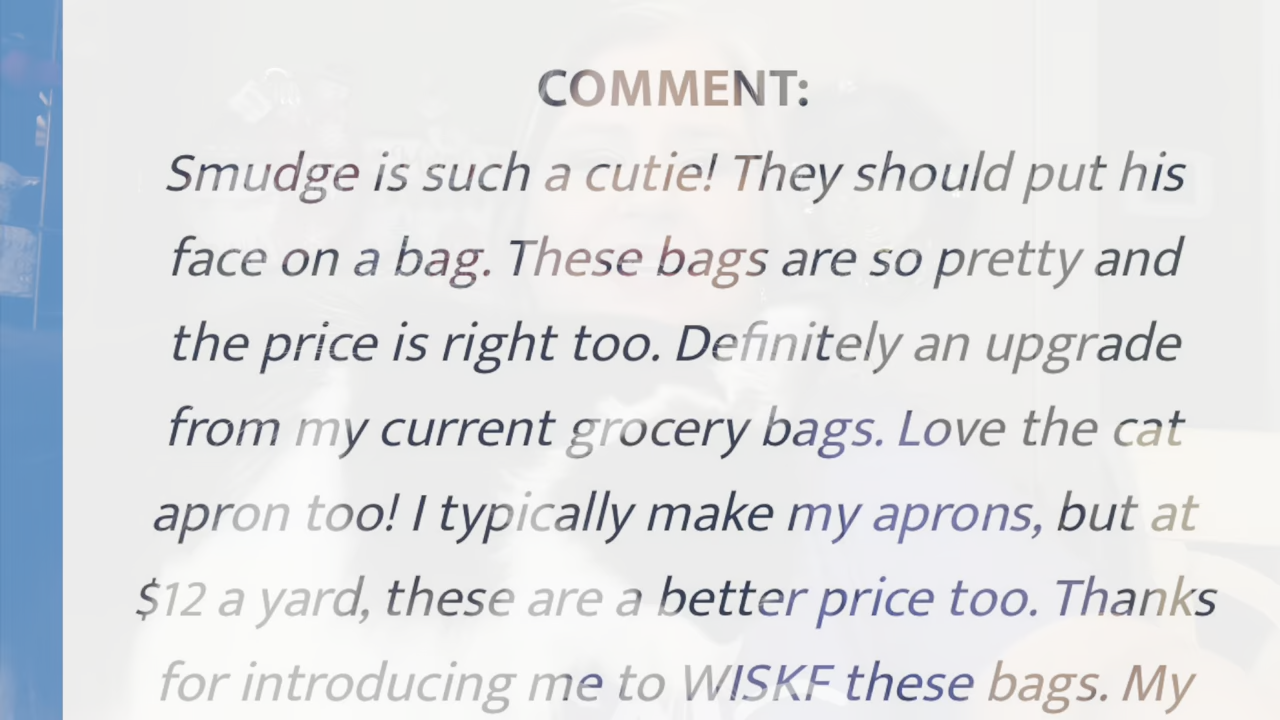 COMMENT:
Smudge is such a cutie! They should put his
face on a bag. These bags are so pretty and
the price is right too. Definitely an upgrade
from my current grocery bags. Love the cat
apron too! I typically make my aprons, but at
$12 a yard, these are a better price too. Thanks
for introducing me to WISKF these bags. My